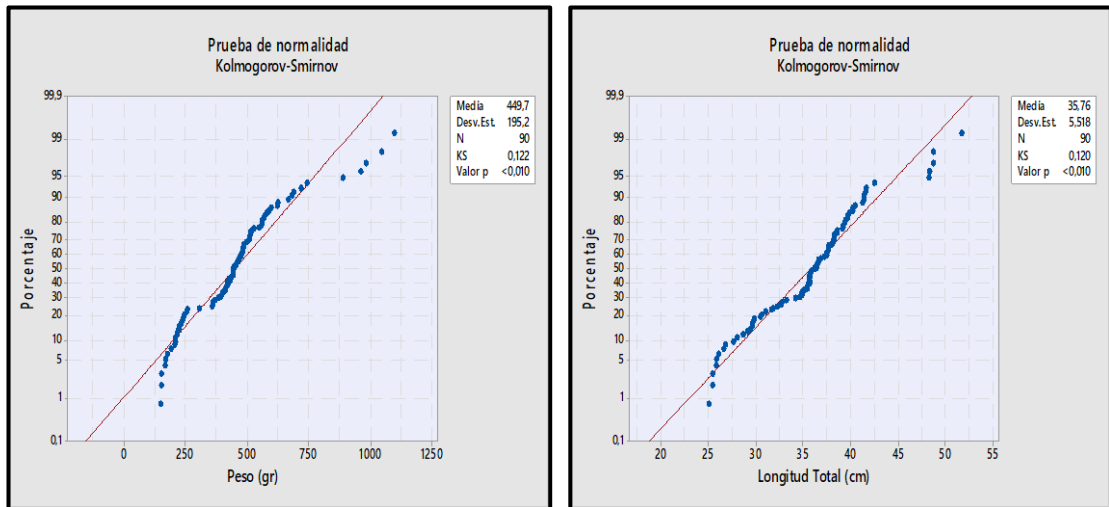 Prueba de normalidad
Kolmogorov-Smirnov
99,9
99
95
90
80
70
60
50
40
30
20
10
5
1
0,1
Porcentaje
0
250
500
750
1000
1250
Peso (gr)
Media 449,7
Desv.Est. 195,2
N 90
KS 0,122
Valor p <0,010
Prueba de normalidad
Kolmogorov-Smirnov
99,9
99
95
90
80
70
60
50
40
30
20
10
5
1
0,1
Porcentaje
20
25
30
35
40
45
50
55
Longitud Total (cm)
Media 35,76
Desv.Est. 5,518
N 90
KS 0,120
Valor p <0,010